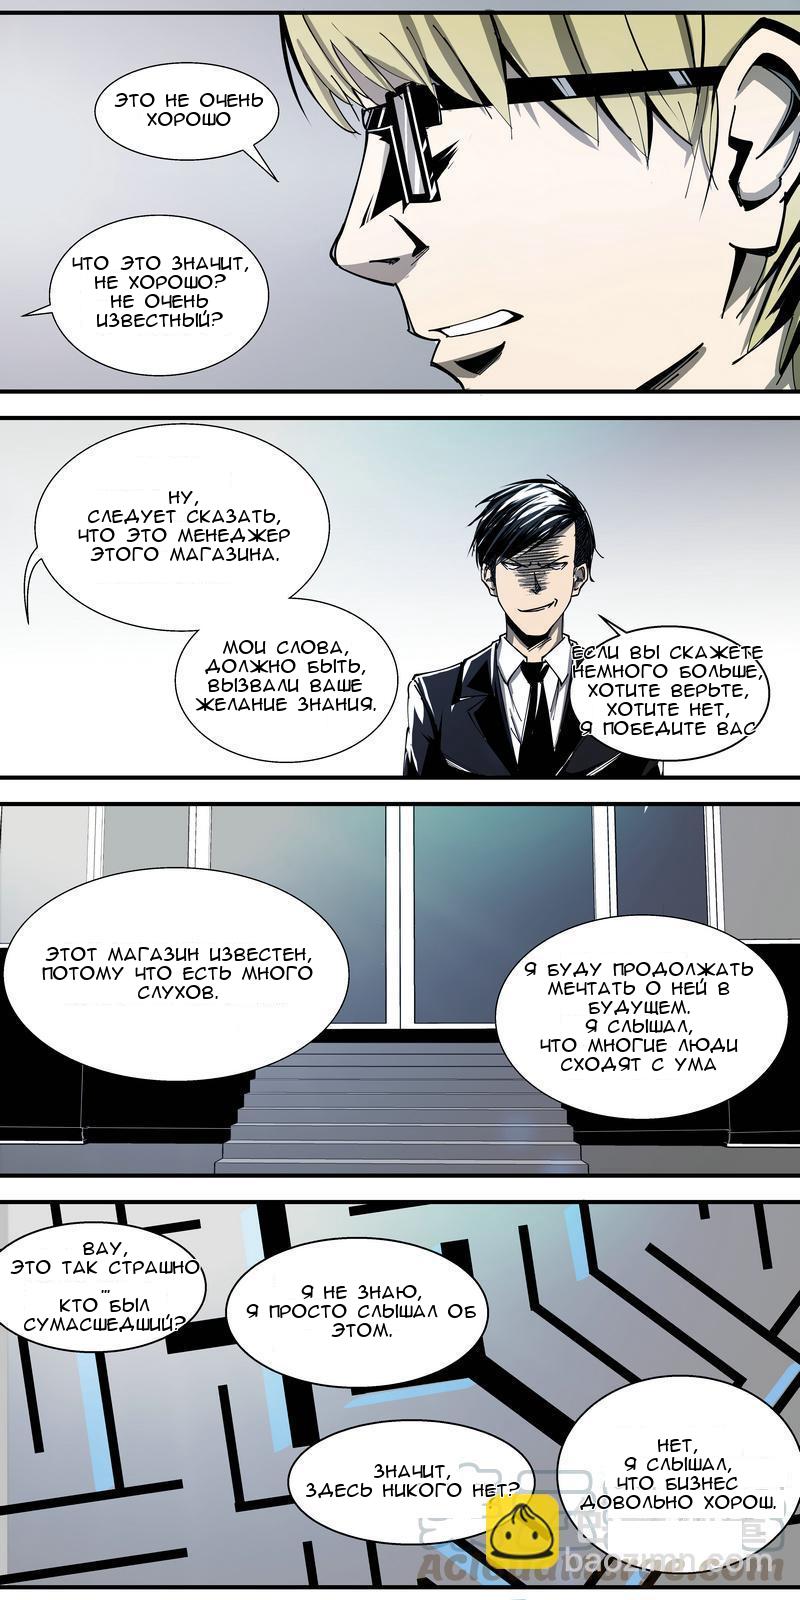 ЭТО НЕ ОЧЕНЬ
ХОРОШО
ЧТО ЭТО ЗНАЧИТ,
НЕ ХОРОШО?
НЕ ОЧЕНЬ
ИЗВЕСТНЫЙ?
НУ,
СЛЕДУЕТ СКАЗАТЬ,
ЧТО ЭТО МЕНЕДЖЕР
ЭТОГО МАГАЗИНА.
МОИ СЛОВА,
ДОЛЖНО БЫТЬ,
ВЫЗВАЛИ ВАШЕ
ЖЕЛАНИЕ ЗНАНИЯ.
ЕСЛИ ВЫ СКАЖЕТЕ
НЕМНОГО БОЛЬШЕ,
ХОТИТЕ ВЕРЬТЕ,
ХОТИТЕ НЕТ,
Я ПОБЕДИТЕ ВАС
ЭТОТ МАГАЗИН ИЗВЕСТЕН,
ПОТОМУ ЧТО ЕСТЬ МНОГО
СЛУХОВ.
Я БУДУ ПРОДОЛЖАТЬ
МЕЧТАТЬ О НЕЙ В
БУДУЩЕМ.
Я СЛЫШАЛ,
ЧТО МНОГИЕ ЛЮДИ
СХОДЯТ С УМА
ВАУ,
ЭТО ТАК СТРАШНО
...
КТО БЫЛ
СУМАСШЕДШИЙ?
Я НЕ ЗНАЮ,
Я ПРОСТО СЛЫШАЛ ОБ
ЭТОМ.
ЗНАЧИТ,
ЗДЕСЬ НИКОГО НЕТ?
НЕТ,
Я СЛЫШАЛ,
ЧТО БИЗНЕС
ДОВОЛЬНО ХОРОШ.
baozimh.com